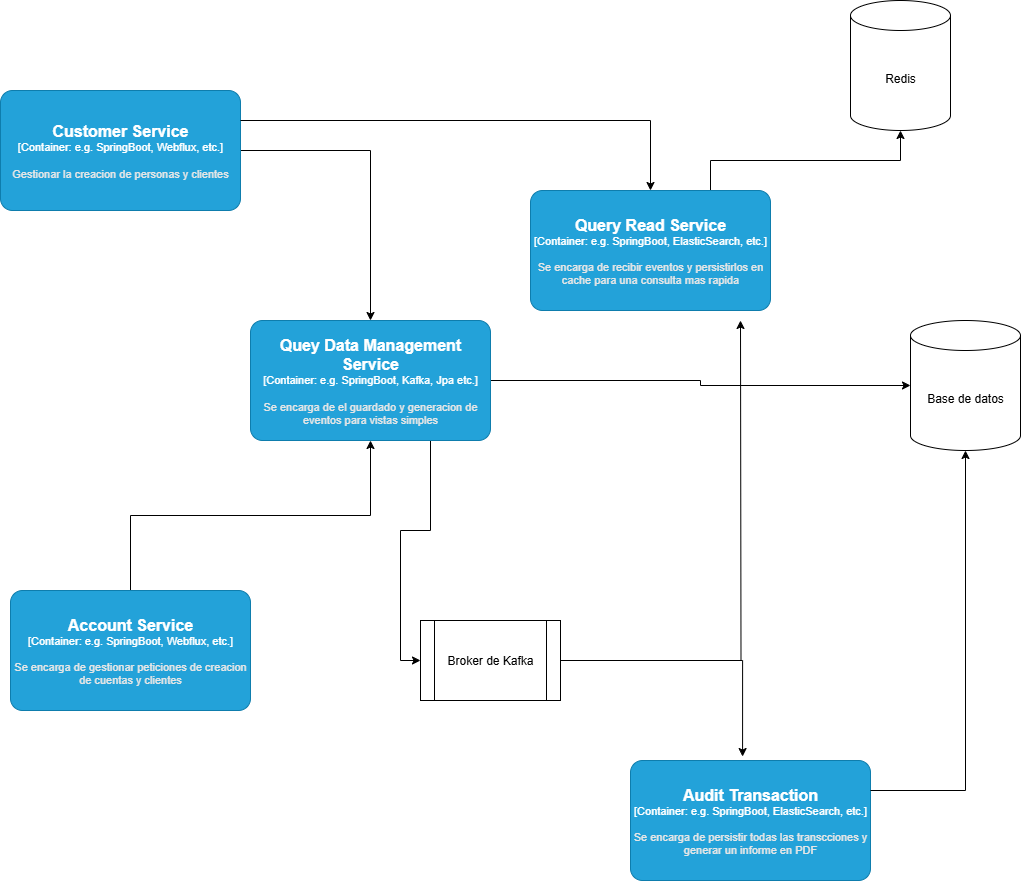 Redis
Customer Service
[Container: e.g. SpringBoot, Webflux, etc.]
Gestionar la creacion de personas y clientes
Query Read Service
[Container: e.g. SpringBoot, ElasticSearch, etc.]
Se encarga de recibir eventos y persistirlos en
cache para una consulta mas rapida
Quey Data Management
Service
[Container: e.g. SpringBoot, Kafka, Jpa etc.]
Se encarga de el guardado y generacion de
eventos para vistas simples
Base de datos
Account Service
[Container: e.g. SpringBoot, Webflux, etc.]
Se encarga de gestionar peticiones de creacion
de cuentas y clientes
Broker de Kafka
Audit Transaction
[Container: e.g. SpringBoot, ElasticSearch, etc.]
Se encarga de persistir todas las transcciones y
generar un informe en PDF